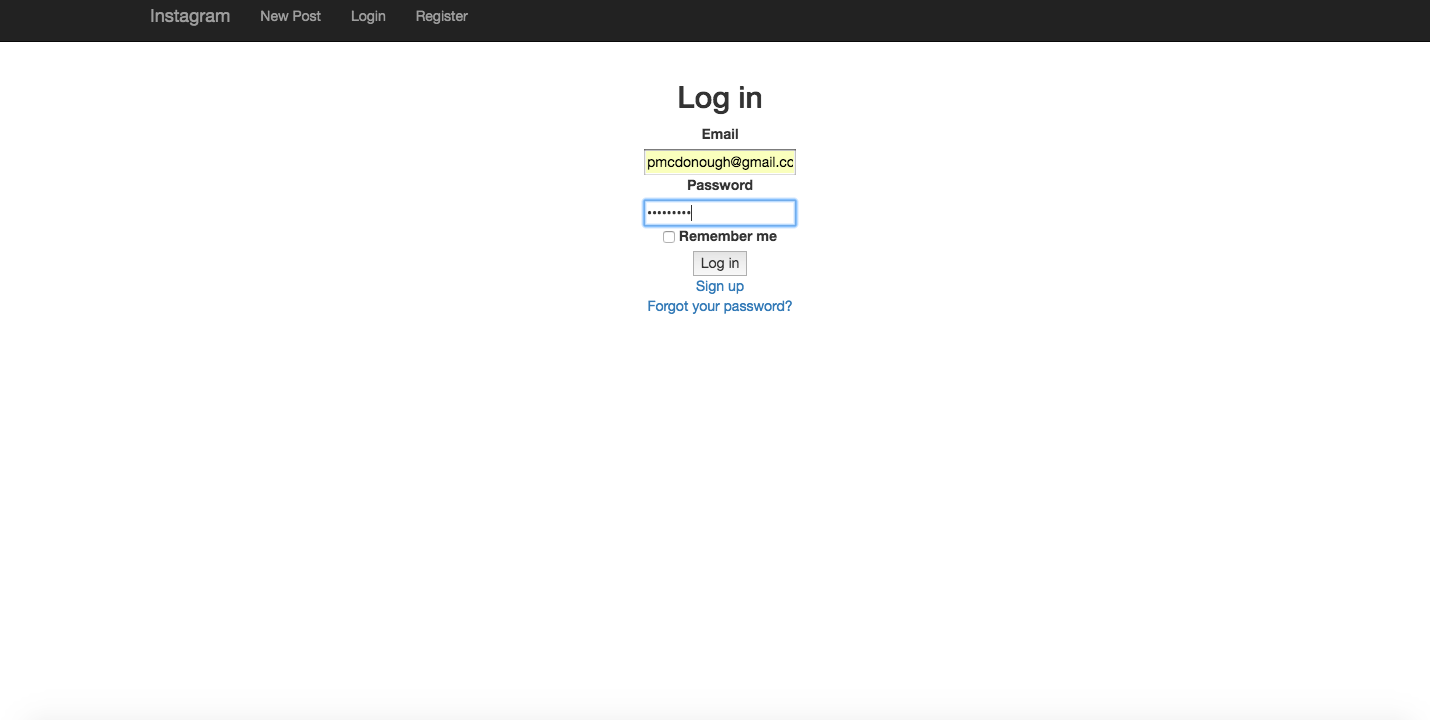 Instagram New Post Login Register
Log in
Email
pmcdonough@gmail.cc
Password
•••••••••
Remember me
Log in
Sign up
Forgot your password?